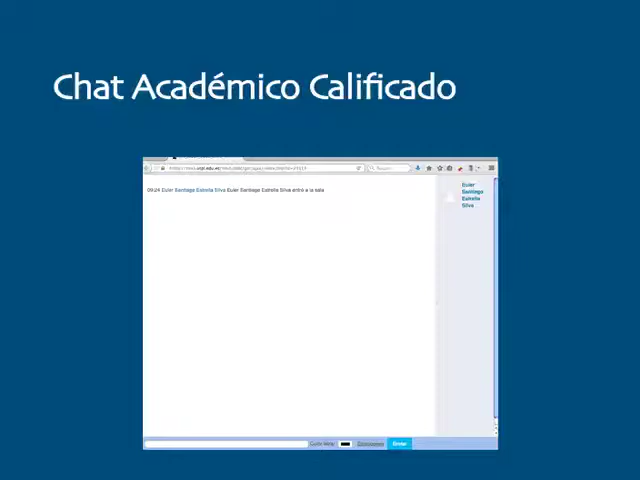 Chat Académico Calificado
09:24 Euler Santiago Estrella Silva Euler Santiago Estrella Silva entró a la sala
Euler
Santiago
Estrella
Silva
Enviar